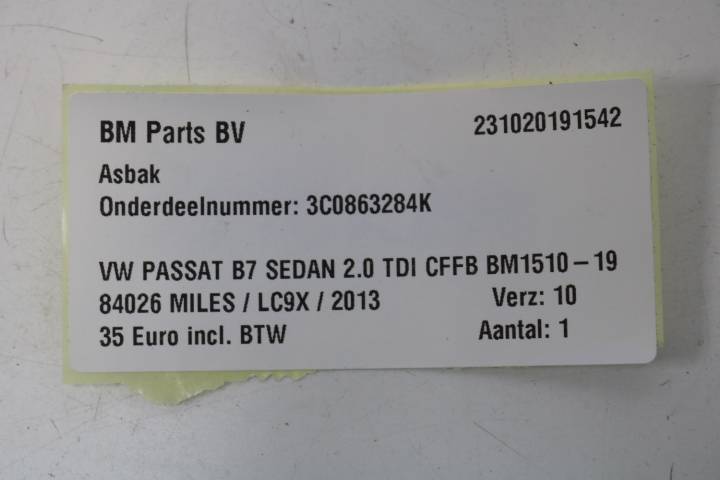 BM Parts BV 231020191542
Asbak
Onderdeelnummer: 3C0863284K
VW PASSAT B7 SEDAN 2.0 TDI CFFB BM1510-19
84026 MILES / LC9X / 2013 Verz: 10
35 Euro incl. BTW Aantal: 1